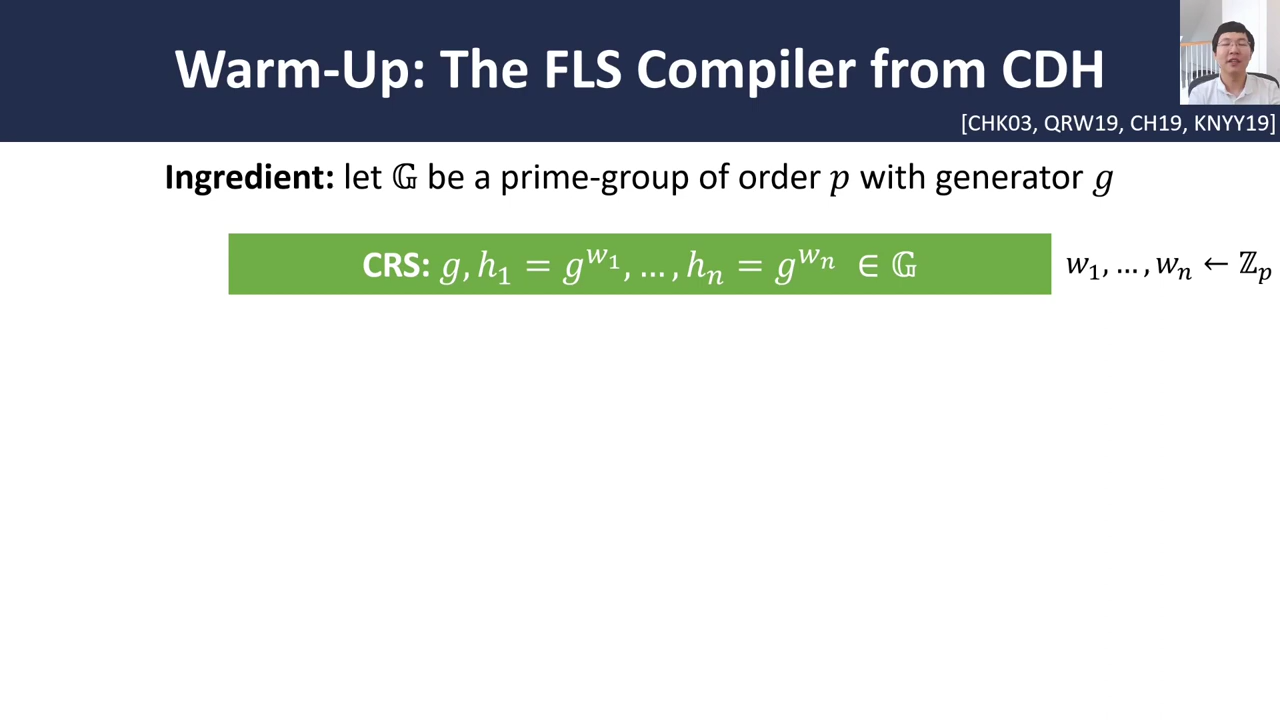 Warm-Up: The FLS Compiler from CDH
[CHK03, QRW19, CH19, KNYY19]
Ingredient: let 𝔾 be a prime-group of order 𝑝 with generator 𝑔
CRS: 𝑔, ℎ₁ = 𝑔^{𝑤₁}, … , ℎₙ = 𝑔^{𝑤ₙ} ∈ 𝔾
𝑤₁, … , 𝑤ₙ ← ℤₚ